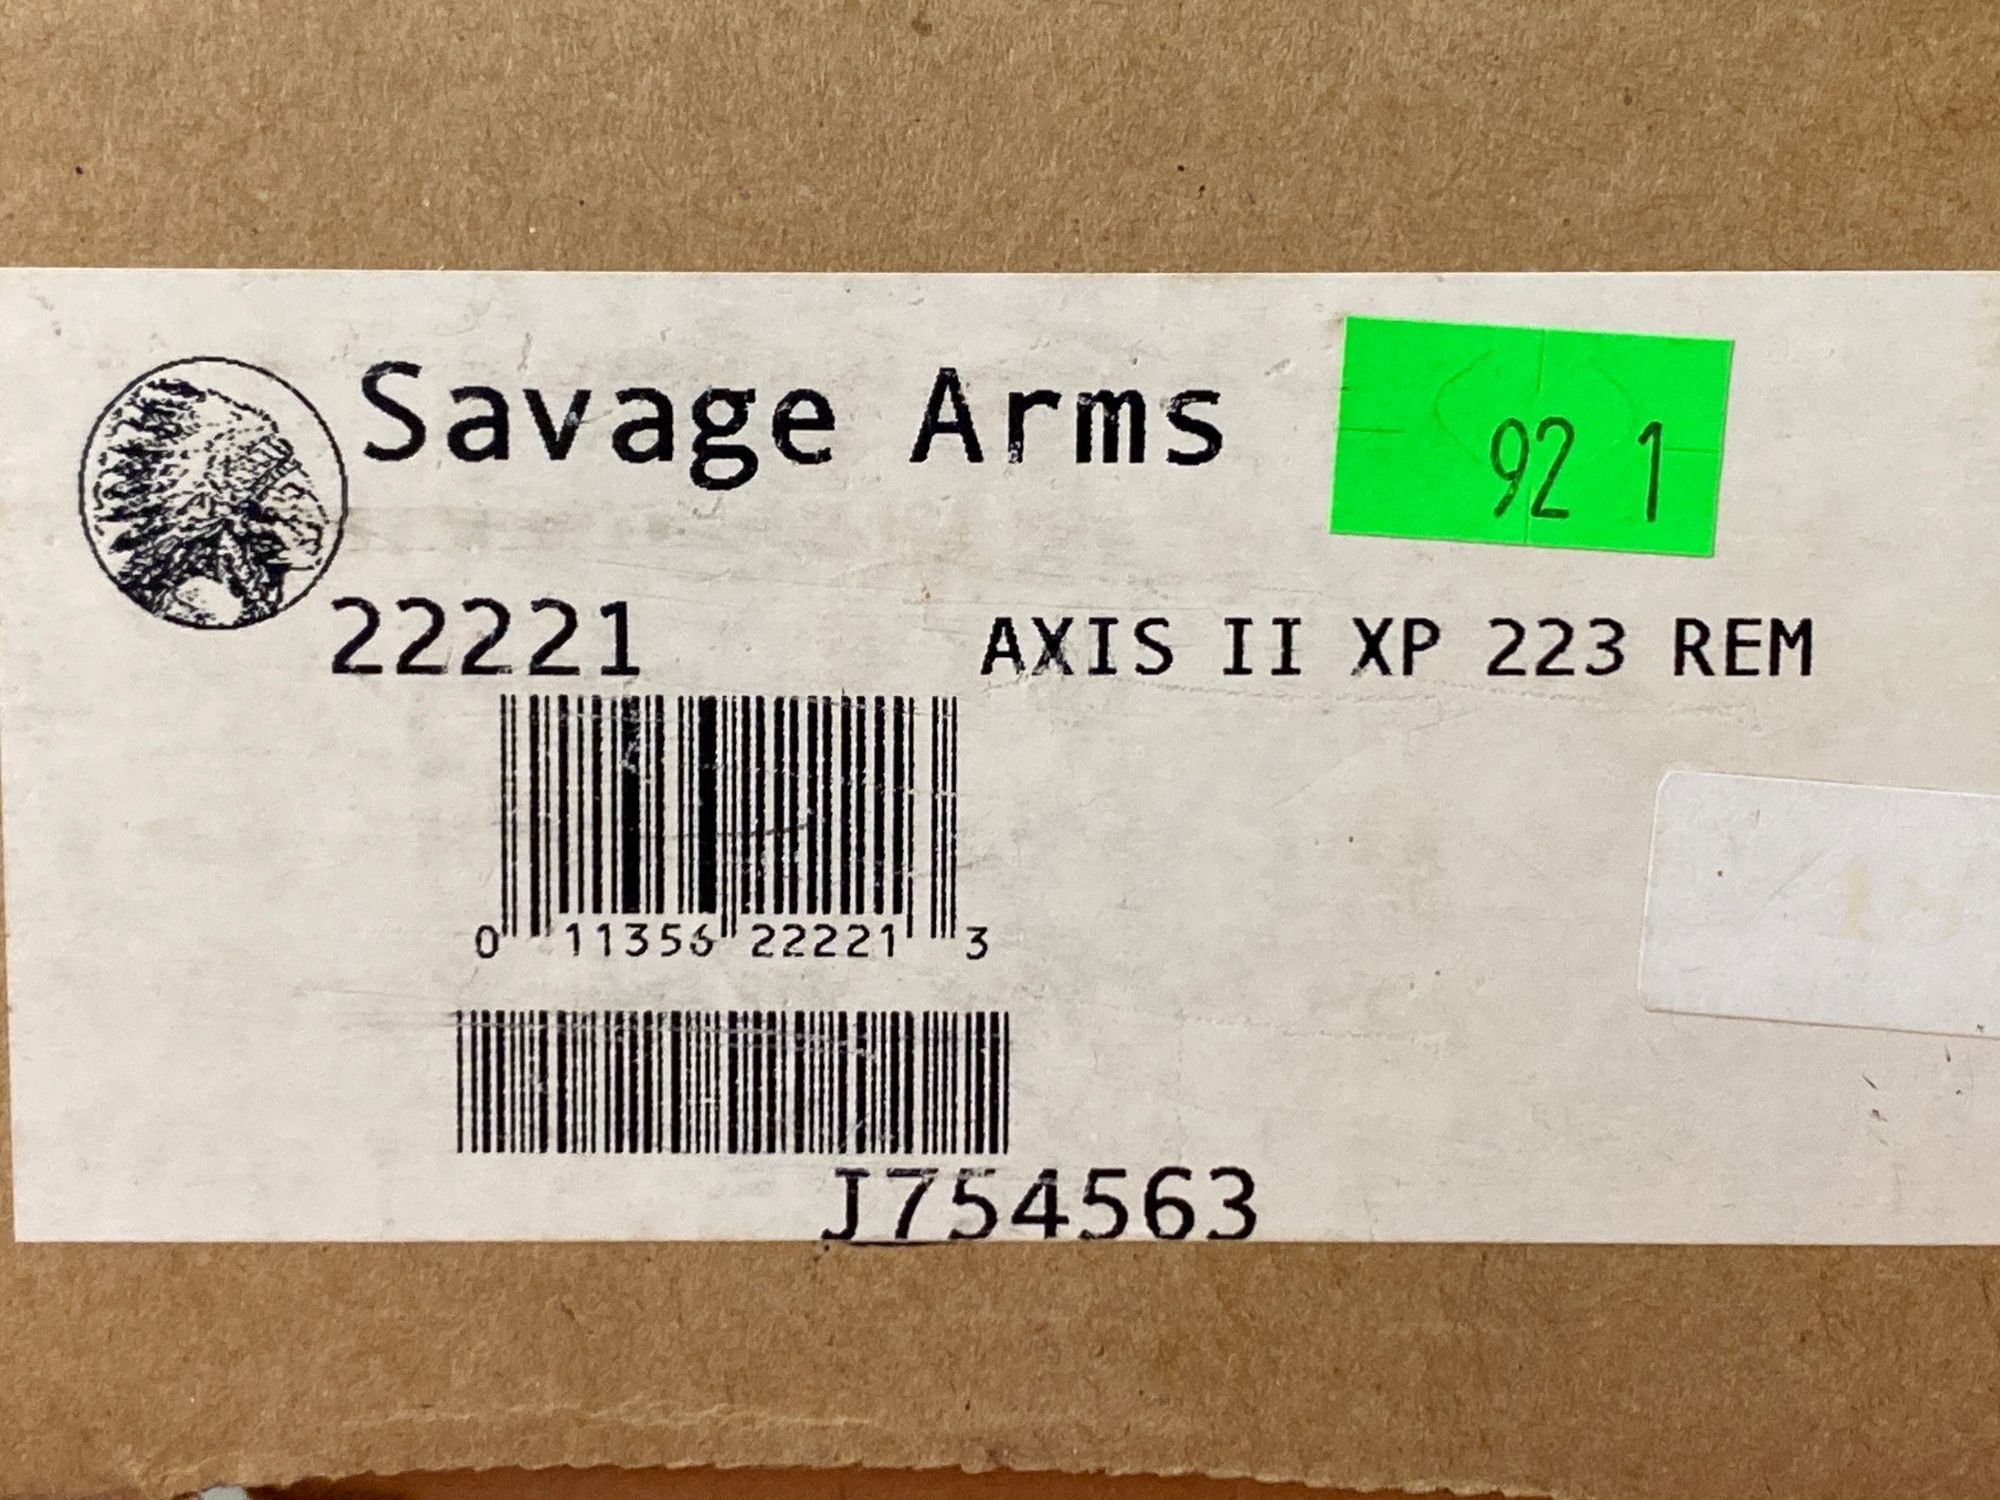 Savage Arms
92 1
22221
AXIS II XP 223 REM
0 11356 22221 3
J754563